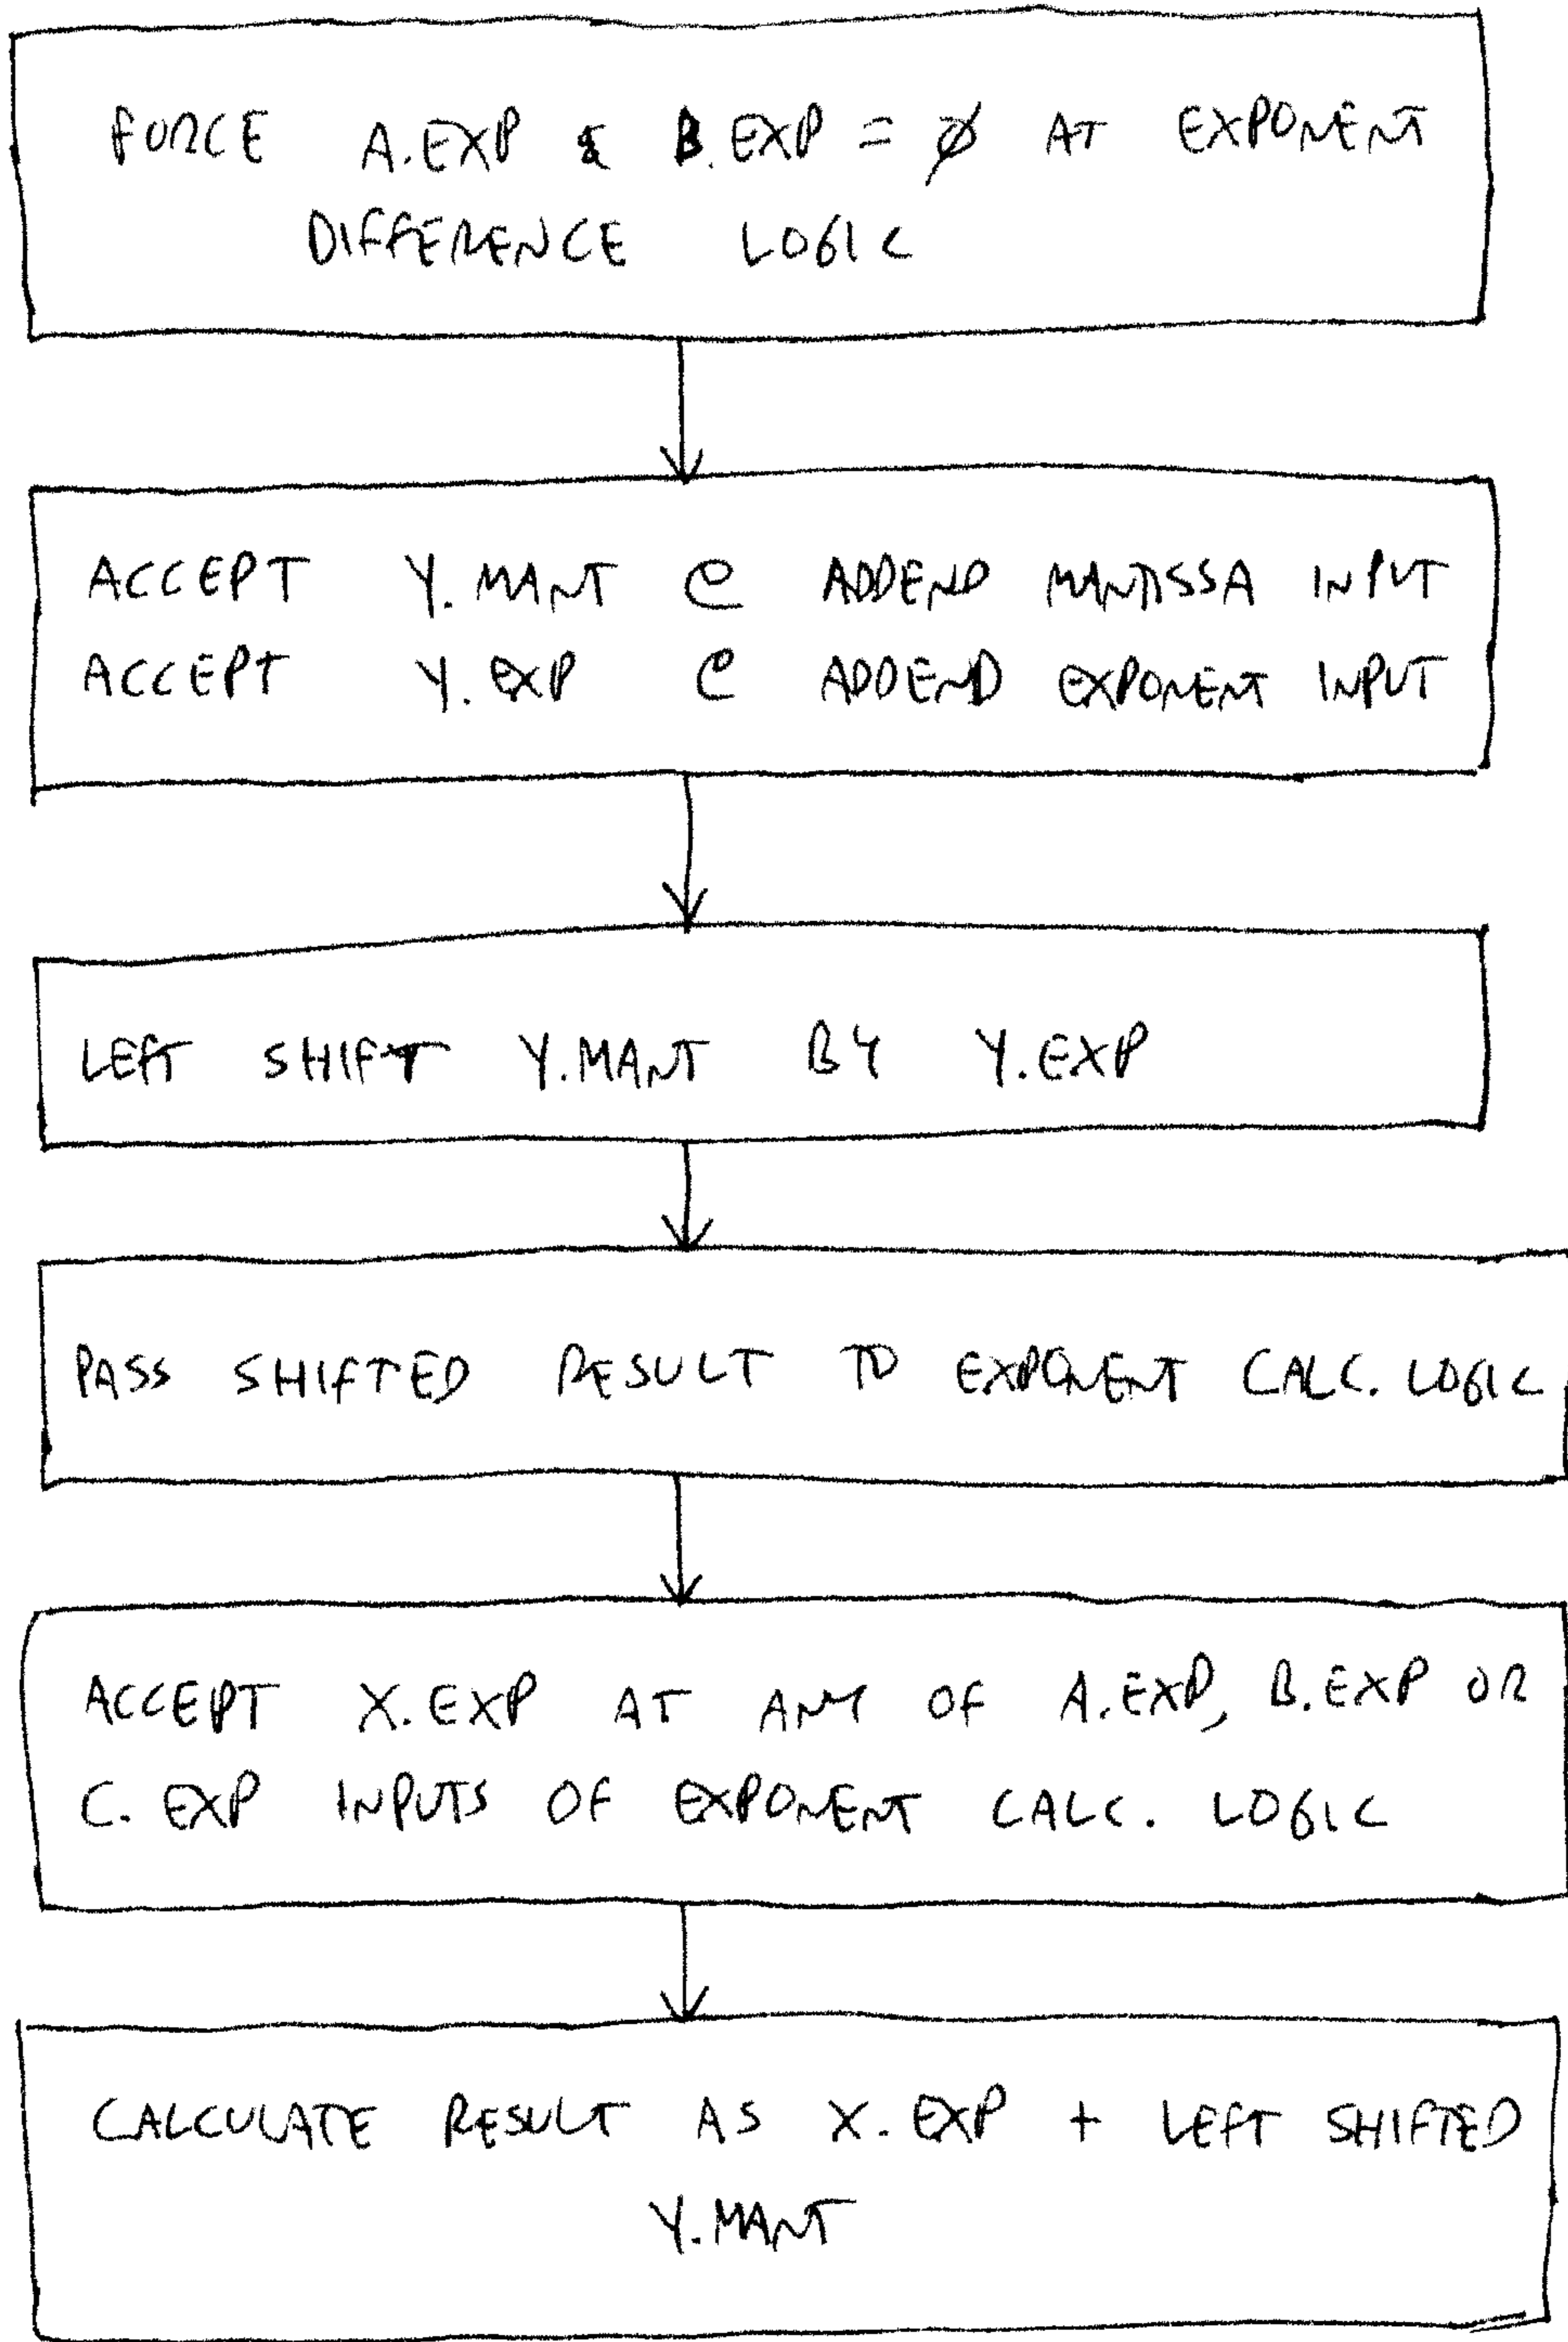 FORCE A.EXP & B.EXP = Ø AT EXPONENT
DIFFERENCE LOGIC
ACCEPT Y.MANT @ ADDEND MANTISSA INPUT
ACCEPT Y.EXP @ ADDEND EXPONENT INPUT
LEFT SHIFT Y.MANT BY Y.EXP
PASS SHIFTED RESULT TO EXPONENT CALC. LOGIC
ACCEPT X.EXP AT ANY OF A.EXP, B.EXP OR
C.EXP INPUTS OF EXPONENT CALC. LOGIC
CALCULATE RESULT AS X.EXP + LEFT SHIFTED
Y.MANT